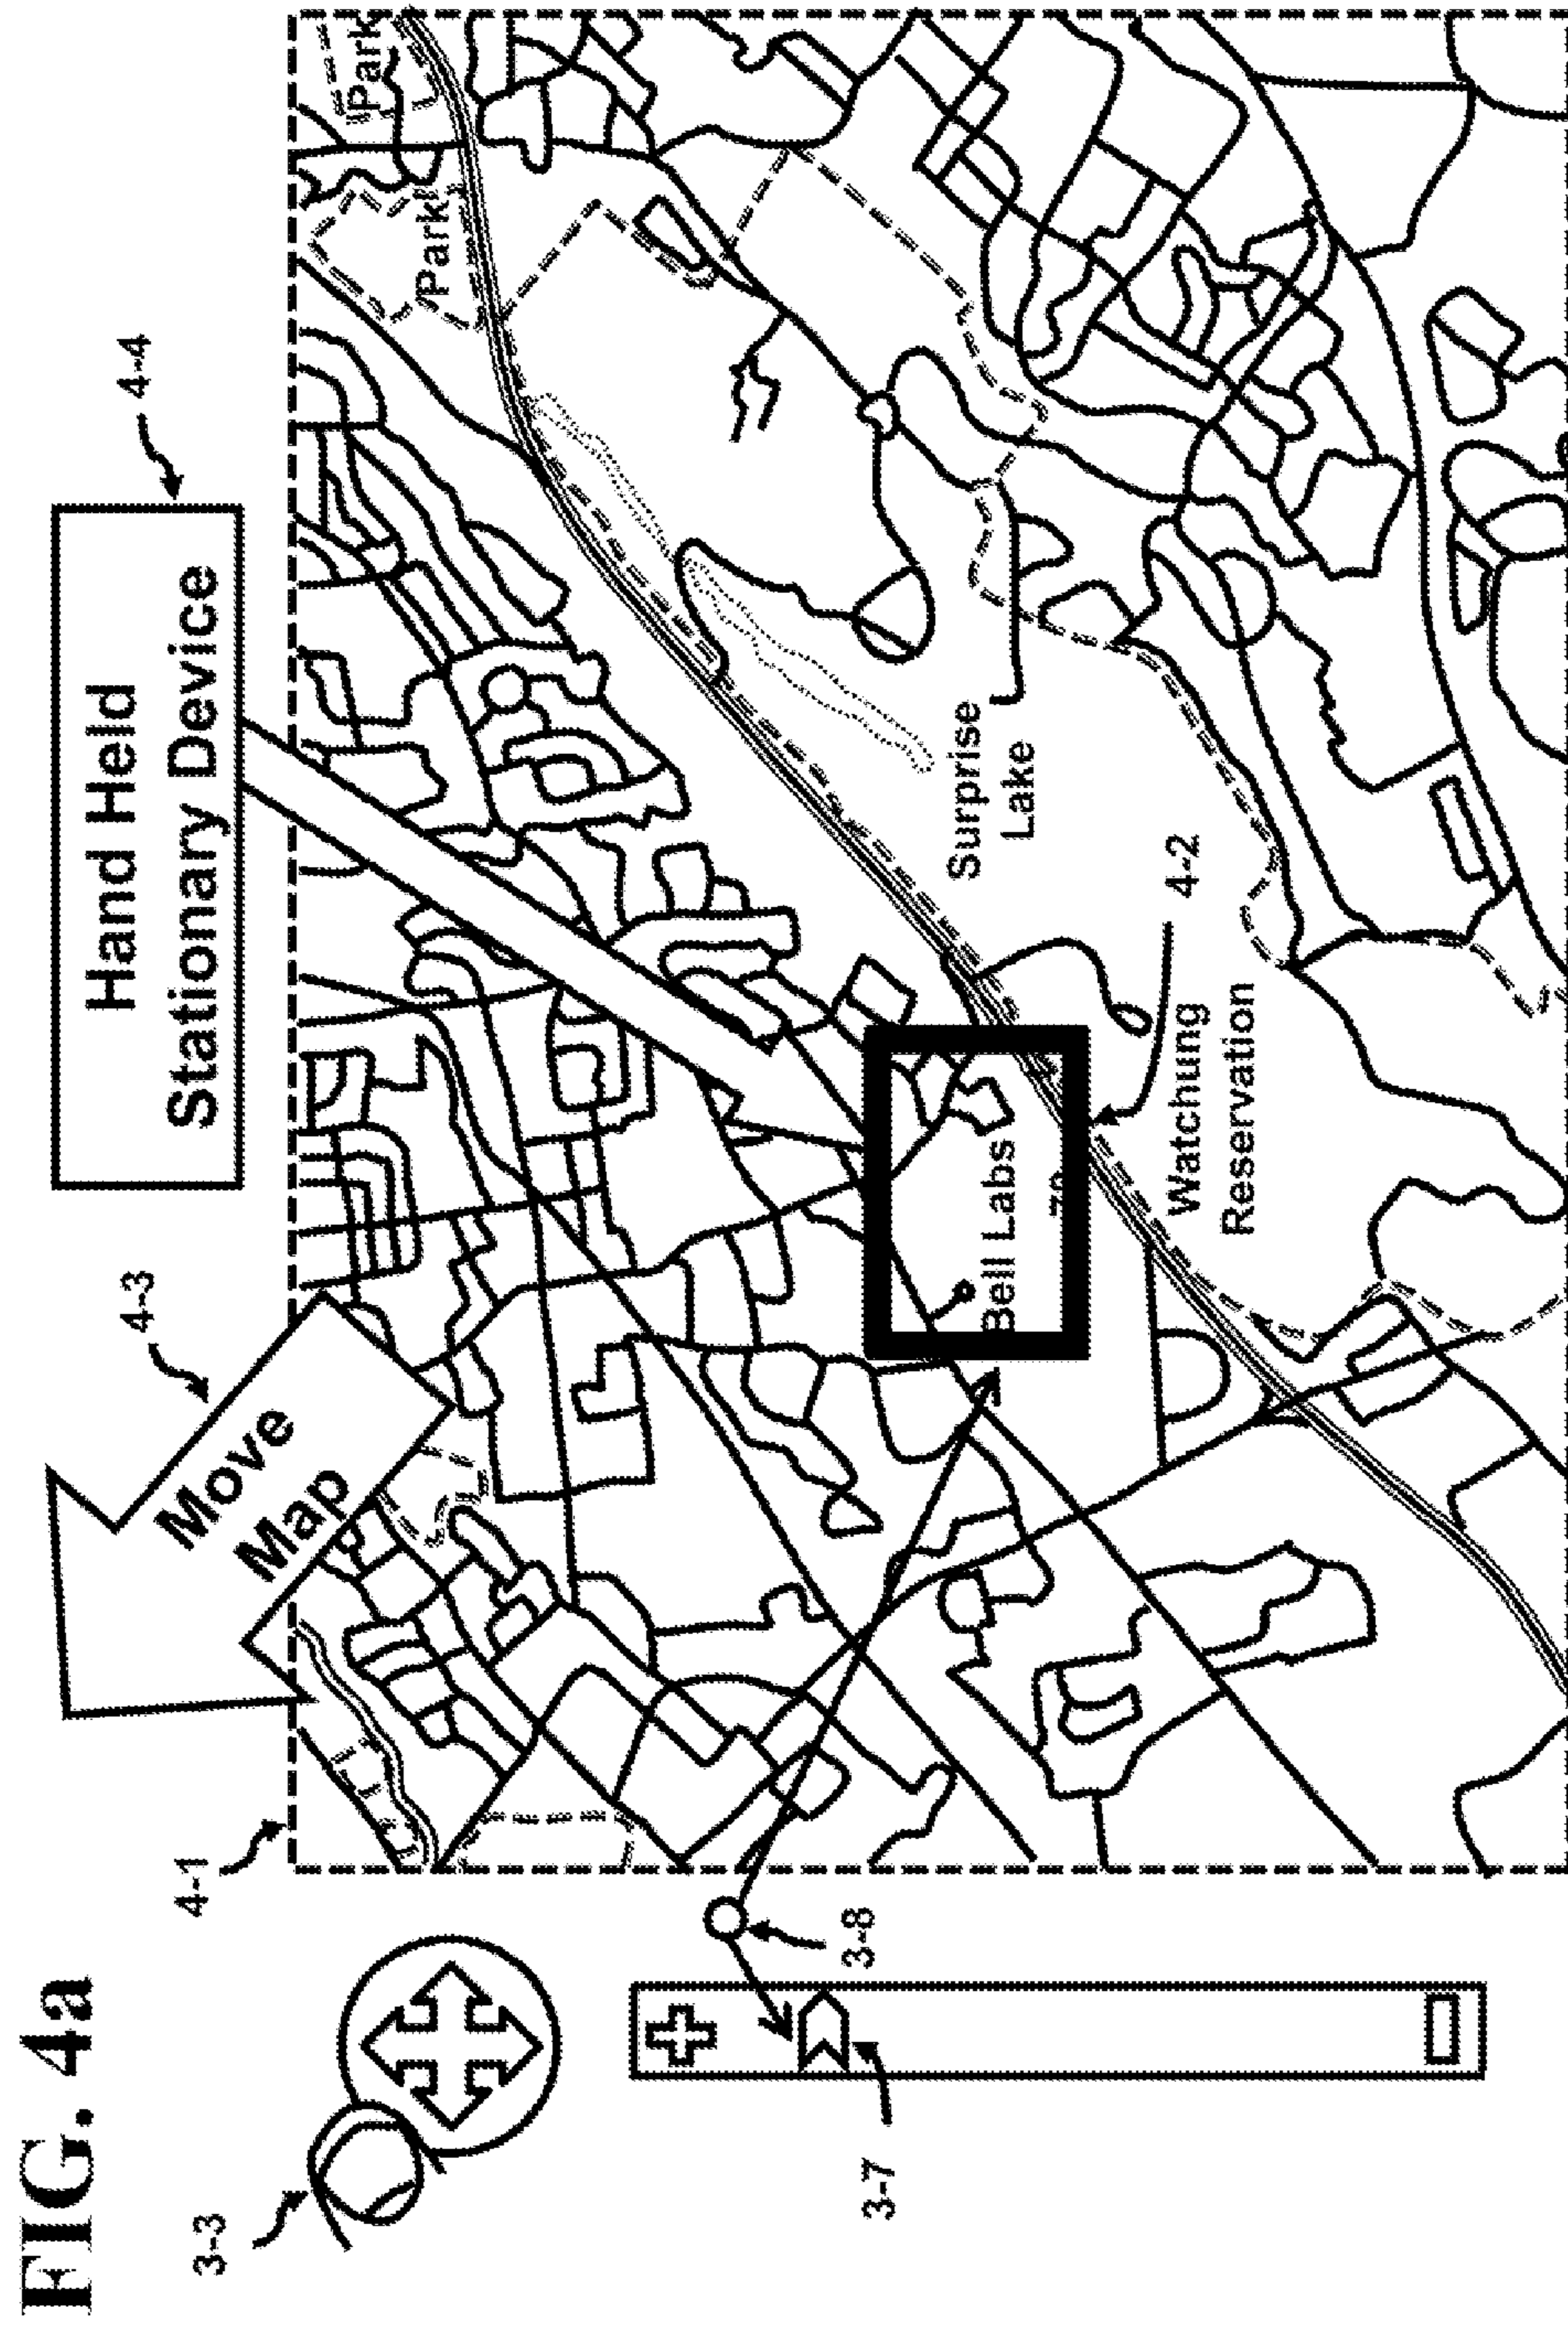 FIG. 4a
4-1
4-3
4-4
Hand Held
Stationary Device
Move
Map
3-3
3-8
3-7
Park
Park
Surprise
Lake
4-2
Bell Labs
78
Watchung
Reservation